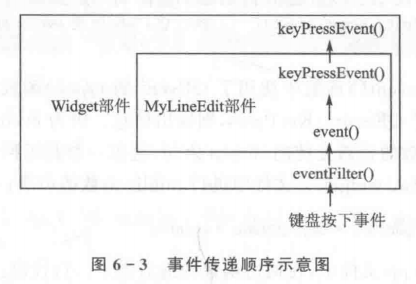 keyPressEvent()
keyPressEvent()
Widget部件
MyLineEdit部件
event()
eventFilter()
键盘按下事件
图 6-3 事件传递顺序示意图